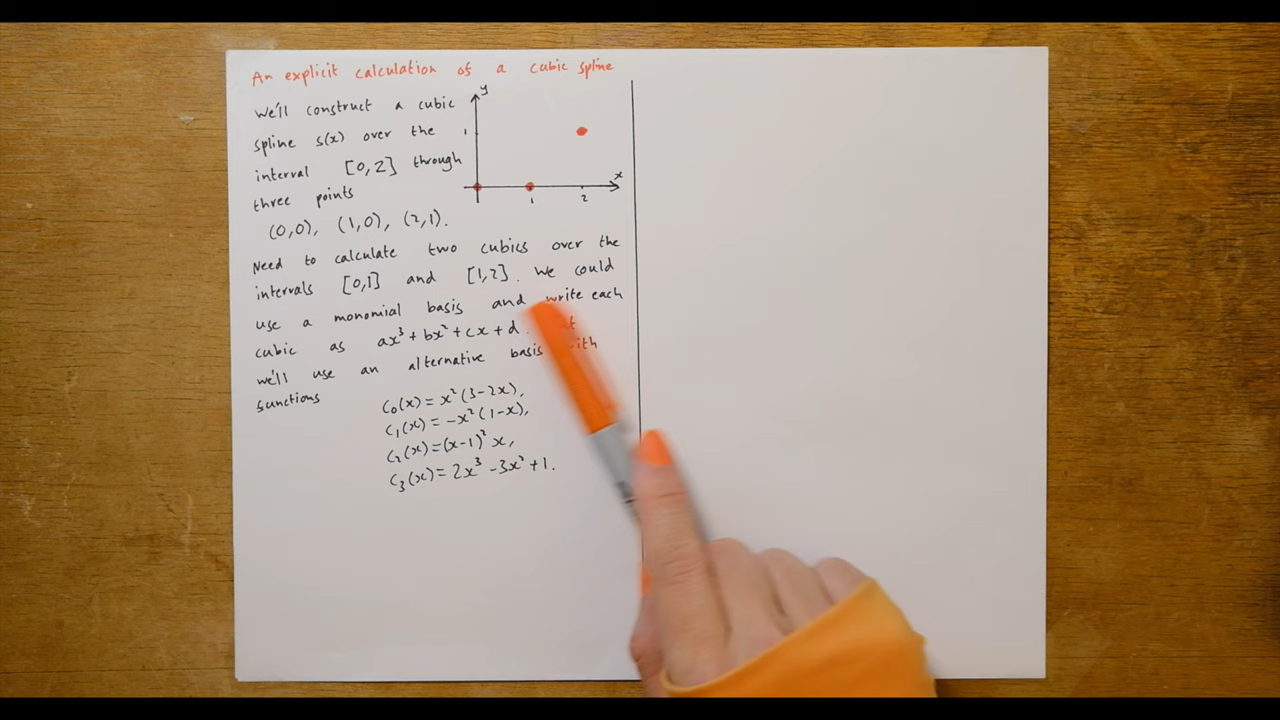 An explicit calculation of a cubic spline
We'll construct a cubic
spline s(x) over the
interval [0,2] through
three points
(0,0), (1,0), (2,1).
y
1
x
1 2
Need to calculate two cubics over the
intervals [0,1] and [1,2]. We could
use a monomial basis and write each
cubic as ax³ + bx² + cx + d.
we'll use an alternative basis with
functions
c₀(x) = x²(3-2x),
c₁(x) = -x²(1-x),
c₂(x) = (x-1)² x,
c₃(x) = 2x³ - 3x² + 1.